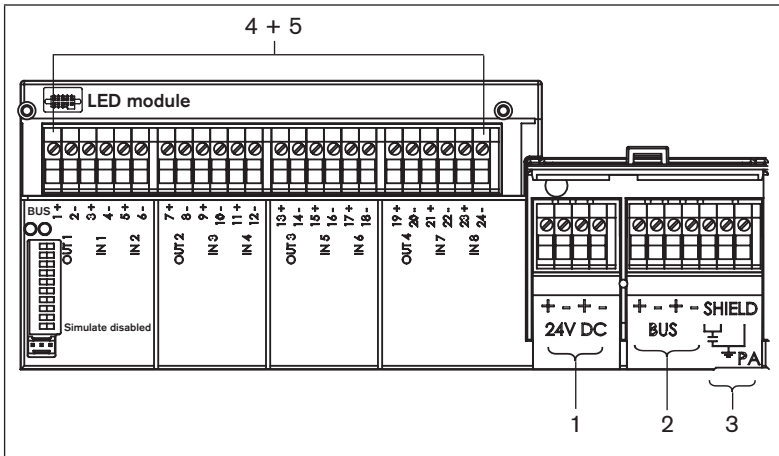 4 + 5
LED module
BUS 1+ 2- 3+ 4- 5+ 6- 7+ 8- 9+ 10- 11+ 12- 13+ 14- 15+ 16- 17+ 18- 19+ 20- 21+ 22- 23+ 24-
OUT 1 IN 1 IN 2 OUT 2 IN 3 IN 4 OUT 3 IN 5 IN 6 OUT 4 IN 7 IN 8
Simulate disabled
+ - + - + - + - SHIELD
24V DC BUS
PA
1 2 3